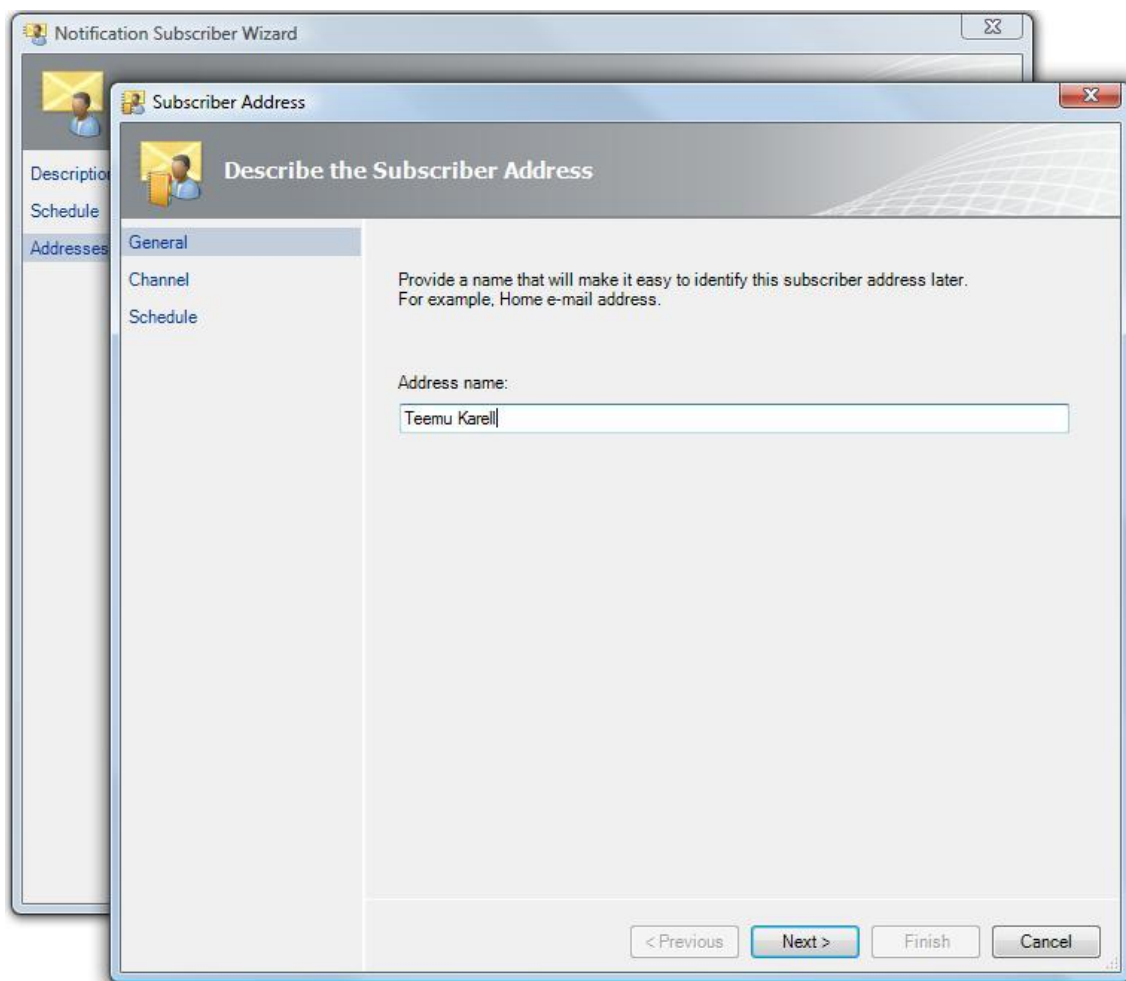 Notification Subscriber Wizard
Subscriber Address
Describe the Subscriber Address
Description
Schedule
Addresses
General
Channel
Schedule
Provide a name that will make it easy to identify this subscriber address later.
For example, Home e-mail address.
Address name:
Teemu Karell
< Previous
Next >
Finish
Cancel